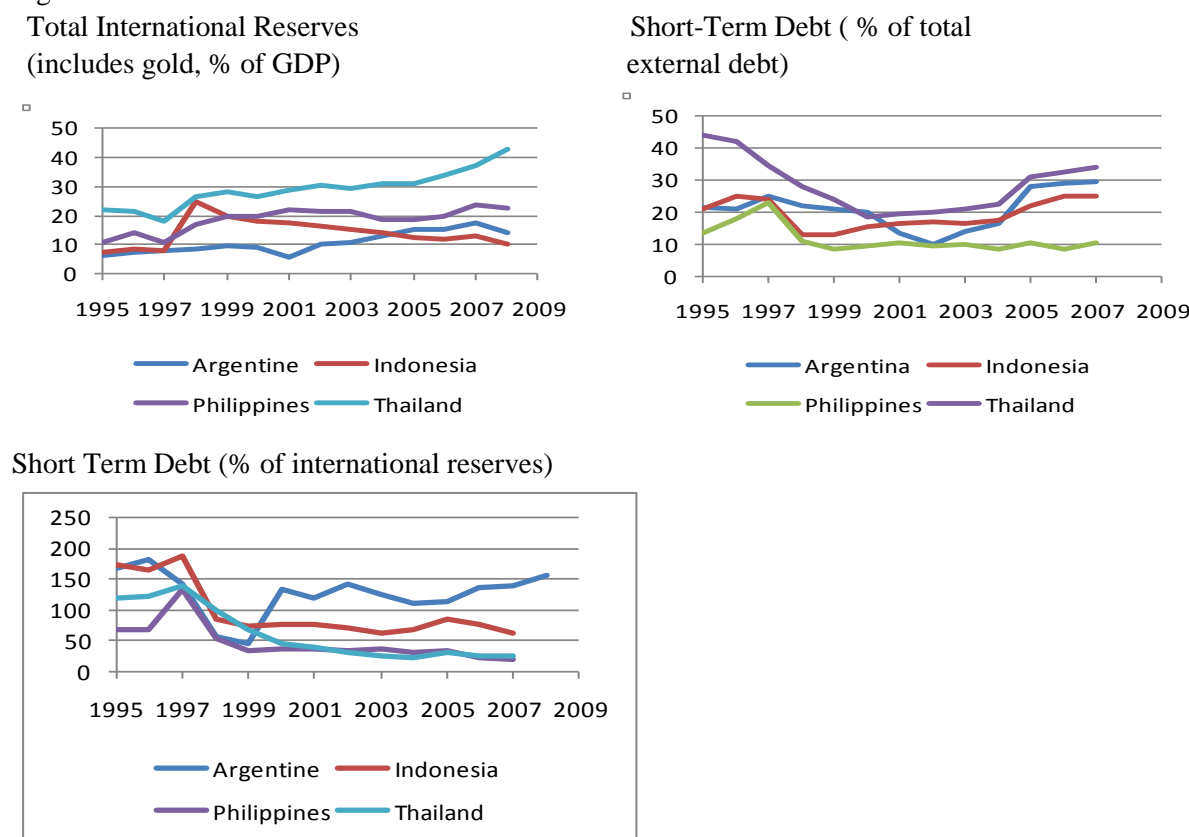 Total International Reserves
(includes gold, % of GDP)
50
40
30
20
10
0
1995 1997 1999 2001 2003 2005 2007 2009
Argentine Indonesia
Philippines Thailand
Short-Term Debt ( % of total
external debt)
50
40
30
20
10
0
1995 1997 1999 2001 2003 2005 2007 2009
Argentina Indonesia
Philippines Thailand
Short Term Debt (% of international reserves)
250
200
150
100
50
0
1995 1997 1999 2001 2003 2005 2007 2009
Argentine Indonesia
Philippines Thailand